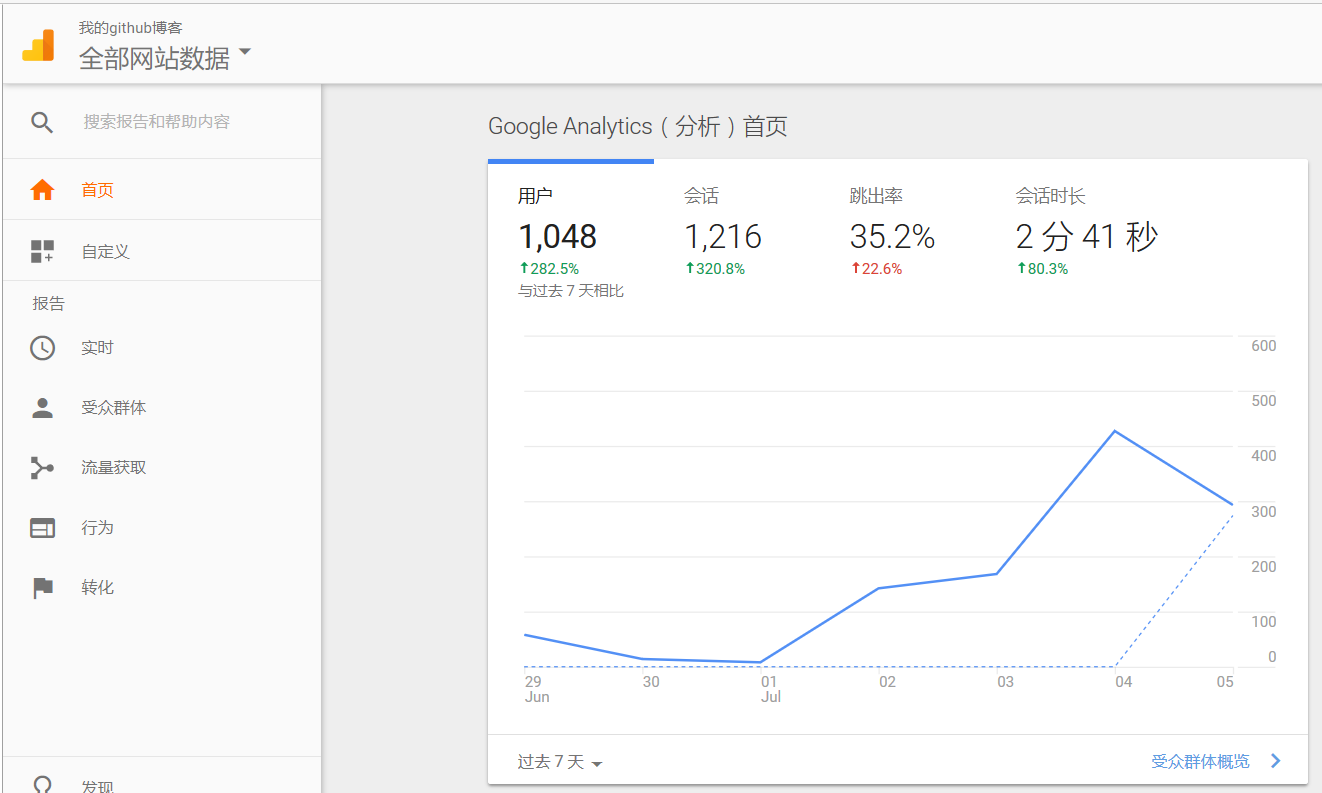 我的github博客
全部网站数据
搜索报告和帮助内容
首页
自定义
报告
实时
受众群体
流量获取
行为
转化
发现
Google Analytics（分析）首页
用户 会话 跳出率 会话时长
1,048 1,216 35.2% 2 分 41 秒
282.5% 320.8% 22.6% 80.3%
与过去 7 天相比
600
500
400
300
200
100
0
29 30 01 02 03 04 05
Jun Jul
过去 7 天 受众群体概览